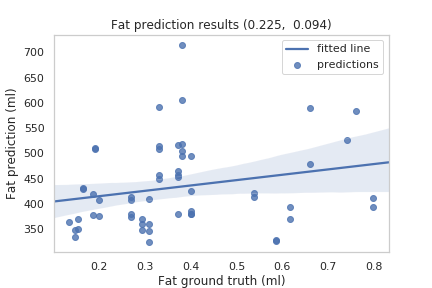 Fat prediction results (0.225,  0.094)
fitted line
predictions
Fat prediction (ml)
700
650
600
550
500
450
400
350
0.2 0.3 0.4 0.5 0.6 0.7 0.8
Fat ground truth (ml)